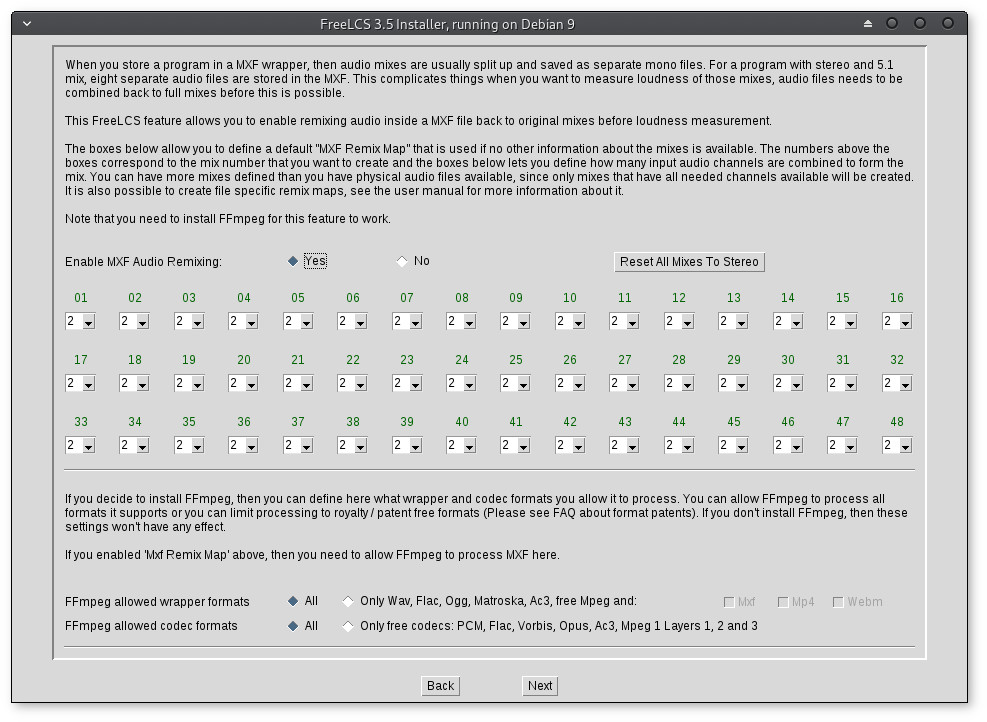 FreeLCS 3.5 Installer, running on Debian 9
When you store a program in a MXF wrapper, then audio mixes are usually split up and saved as separate mono files. For a program with stereo and 5.1
mix, eight separate audio files are stored in the MXF. This complicates things when you want to measure loudness of those mixes, audio files needs to be
combined back to full mixes before this is possible.
This FreeLCS feature allows you to enable remixing audio inside a MXF file back to original mixes before loudness measurement.
The boxes below allow you to define a default "MXF Remix Map" that is used if no other information about the mixes is available. The numbers above the
boxes correspond to the mix number that you want to create and the boxes below lets you define how many input audio channels are combined to form the
mix. You can have more mixes defined than you have physical audio files available, since only mixes that have all needed channels available will be created.
It is also possible to create file specific remix maps, see the user manual for more information about it.
Note that you need to install FFmpeg for this feature to work.
Enable MXF Audio Remixing: Yes No Reset All Mixes To Stereo
01 02 03 04 05 06 07 08 09 10 11 12 13 14 15 16
2 2 2 2 2 2 2 2 2 2 2 2 2 2 2 2
17 18 19 20 21 22 23 24 25 26 27 28 29 30 31 32
2 2 2 2 2 2 2 2 2 2 2 2 2 2 2 2
33 34 35 36 37 38 39 40 41 42 43 44 45 46 47 48
2 2 2 2 2 2 2 2 2 2 2 2 2 2 2 2
If you decide to install FFmpeg, then you can define here what wrapper and codec formats you allow it to process. You can allow FFmpeg to process all
formats it supports or you can limit processing to royalty / patent free formats (Please see FAQ about format patents). If you don't install FFmpeg, then these
settings won't have any effect.
If you enabled 'Mxf Remix Map' above, then you need to allow FFmpeg to process MXF here.
FFmpeg allowed wrapper formats All Only Wav, Flac, Ogg, Matroska, Ac3, free Mpeg and: Mxf Mp4 Webm
FFmpeg allowed codec formats All Only free codecs: PCM, Flac, Vorbis, Opus, Ac3, Mpeg 1 Layers 1, 2 and 3
Back Next